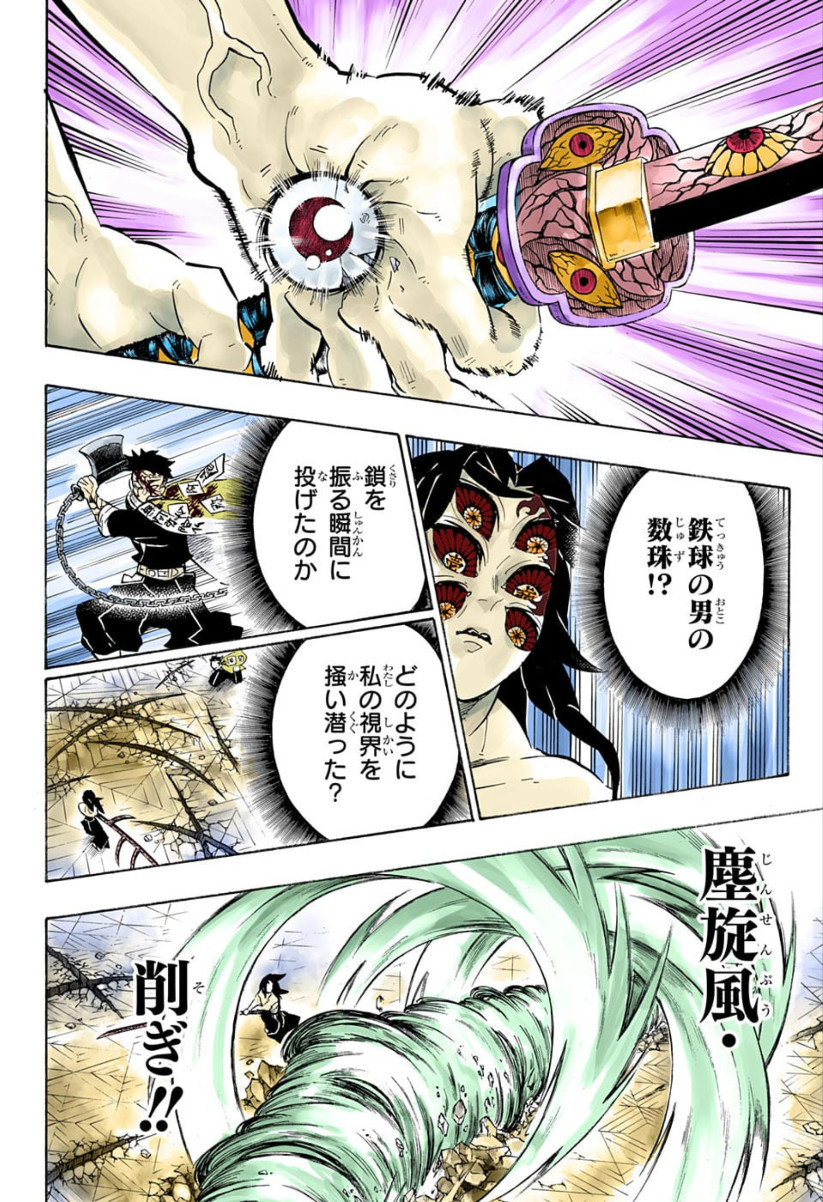 鉄球の男の
数珠!?
鎖を
振る瞬間に
投げたのか
どのように
私の視界を
掻い潜った？
塵旋風・
削ぎ!!